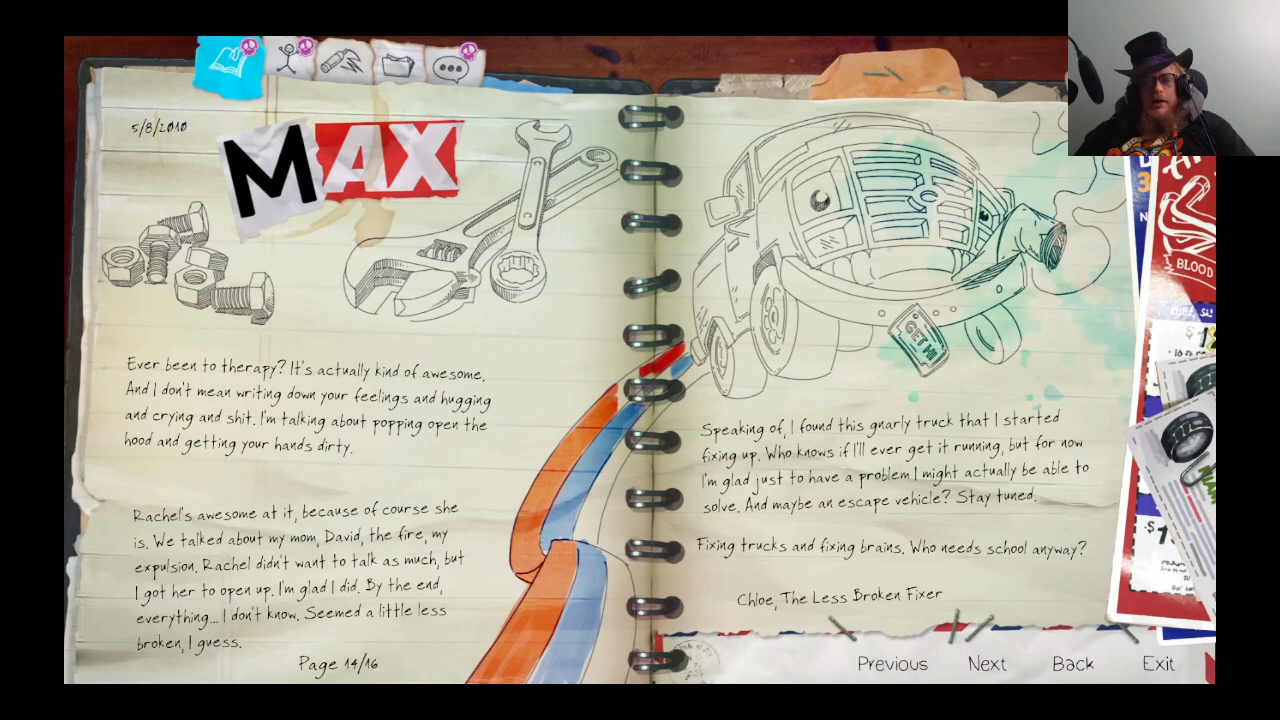 5/8/2010
MAX
Ever been to therapy? It's actually kind of awesome.
And I don't mean writing down your feelings and hugging
and crying and shit. I'm talking about popping open the
hood and getting your hands dirty.
Rachel's awesome at it, because of course she
is. We talked about my mom, David, the fire, my
expulsion. Rachel didn't want to talk as much, but
I got her to open up. I'm glad I did. By the end,
everything... I don't know. Seemed a little less
broken, I guess.
Page 14/16
GET MI
Speaking of, I found this gnarly truck that I started
fixing up. Who knows if I'll ever get it running, but for now
I'm glad just to have a problem I might actually be able to
solve. And maybe an escape vehicle? Stay tuned.
Fixing trucks and fixing brains. Who needs school anyway?
Chloe, The Less Broken Fixer
BLOOD
Previous Next Back Exit